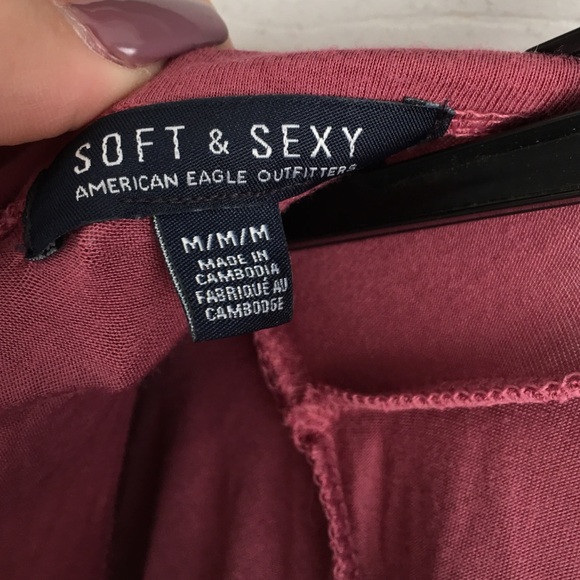 SOFT & SEXY
AMERICAN EAGLE OUTFITTERS
M/M/M
MADE IN
CAMBODIA
FABRIQUÉ AU
CAMBODGE